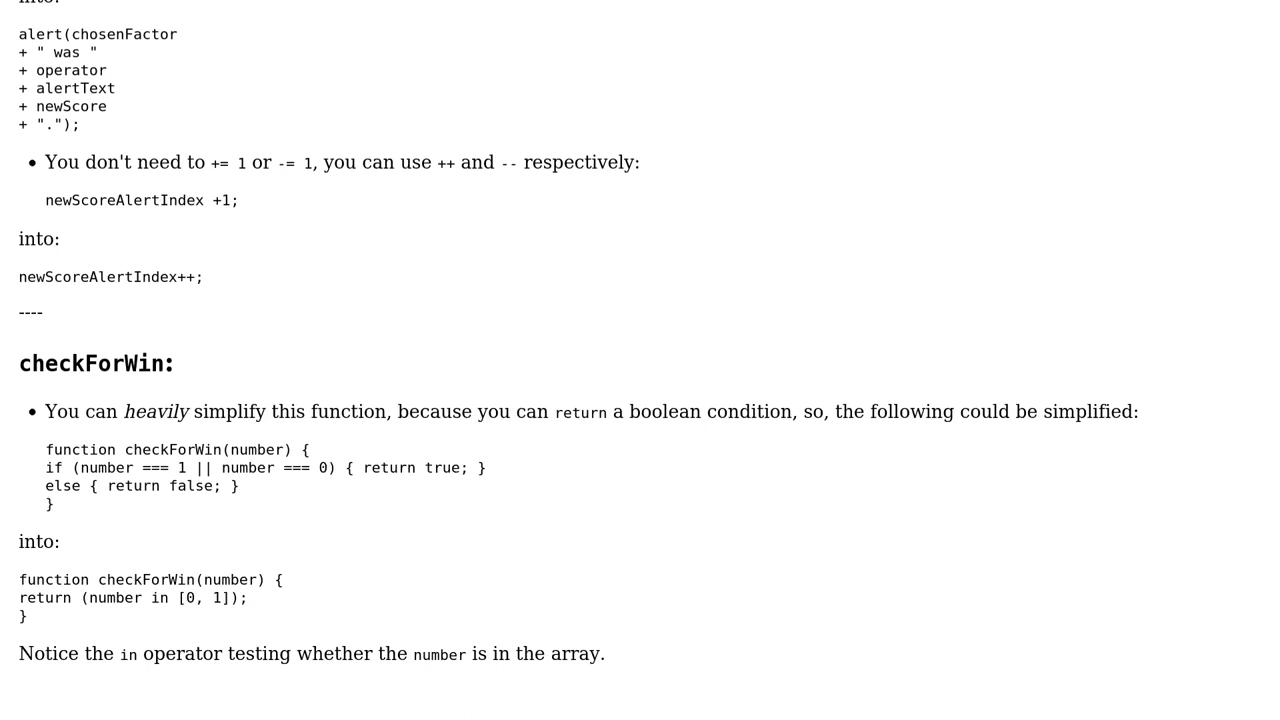 into:
alert(chosenFactor
+ " was "
+ operator
+ alertText
+ newScore
+ ".");
• You don't need to += 1 or -= 1, you can use ++ and -- respectively:
newScoreAlertIndex +1;
into:
newScoreAlertIndex++;
----
checkForWin:
• You can heavily simplify this function, because you can return a boolean condition, so, the following could be simplified:
function checkForWin(number) {
if (number === 1 || number === 0) { return true; }
else { return false; }
}
into:
function checkForWin(number) {
return (number in [0, 1]);
}
Notice the in operator testing whether the number is in the array.